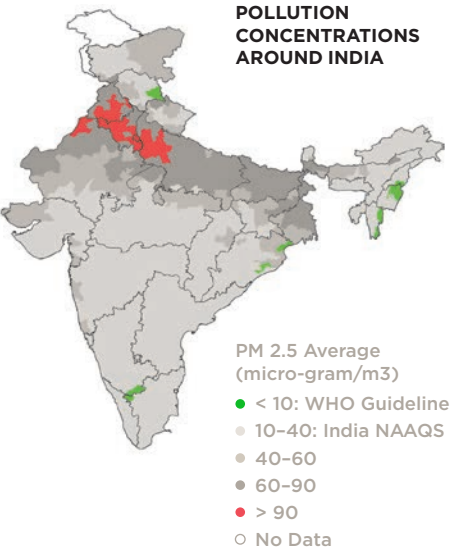 POLLUTION
CONCENTRATIONS
AROUND INDIA
PM 2.5 Average
(micro-gram/m3)
< 10: WHO Guideline
10–40: India NAAQS
40–60
60–90
> 90
No Data